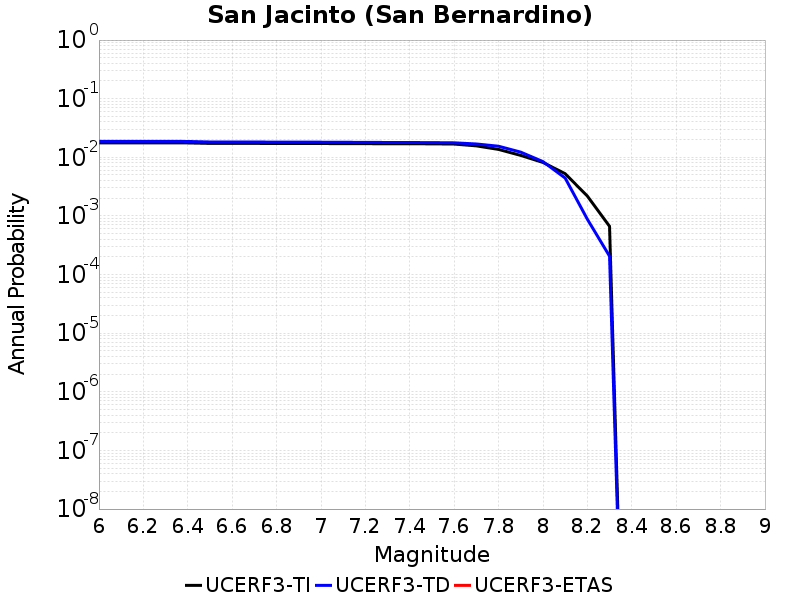 San Jacinto (San Bernardino)
10^0
10^-1
10^-2
10^-3
10^-4
10^-5
10^-6
10^-7
10^-8
Annual Probability
6 6.2 6.4 6.6 6.8 7 7.2 7.4 7.6 7.8 8 8.2 8.4 8.6 8.8 9
Magnitude
UCERF3-TI UCERF3-TD UCERF3-ETAS